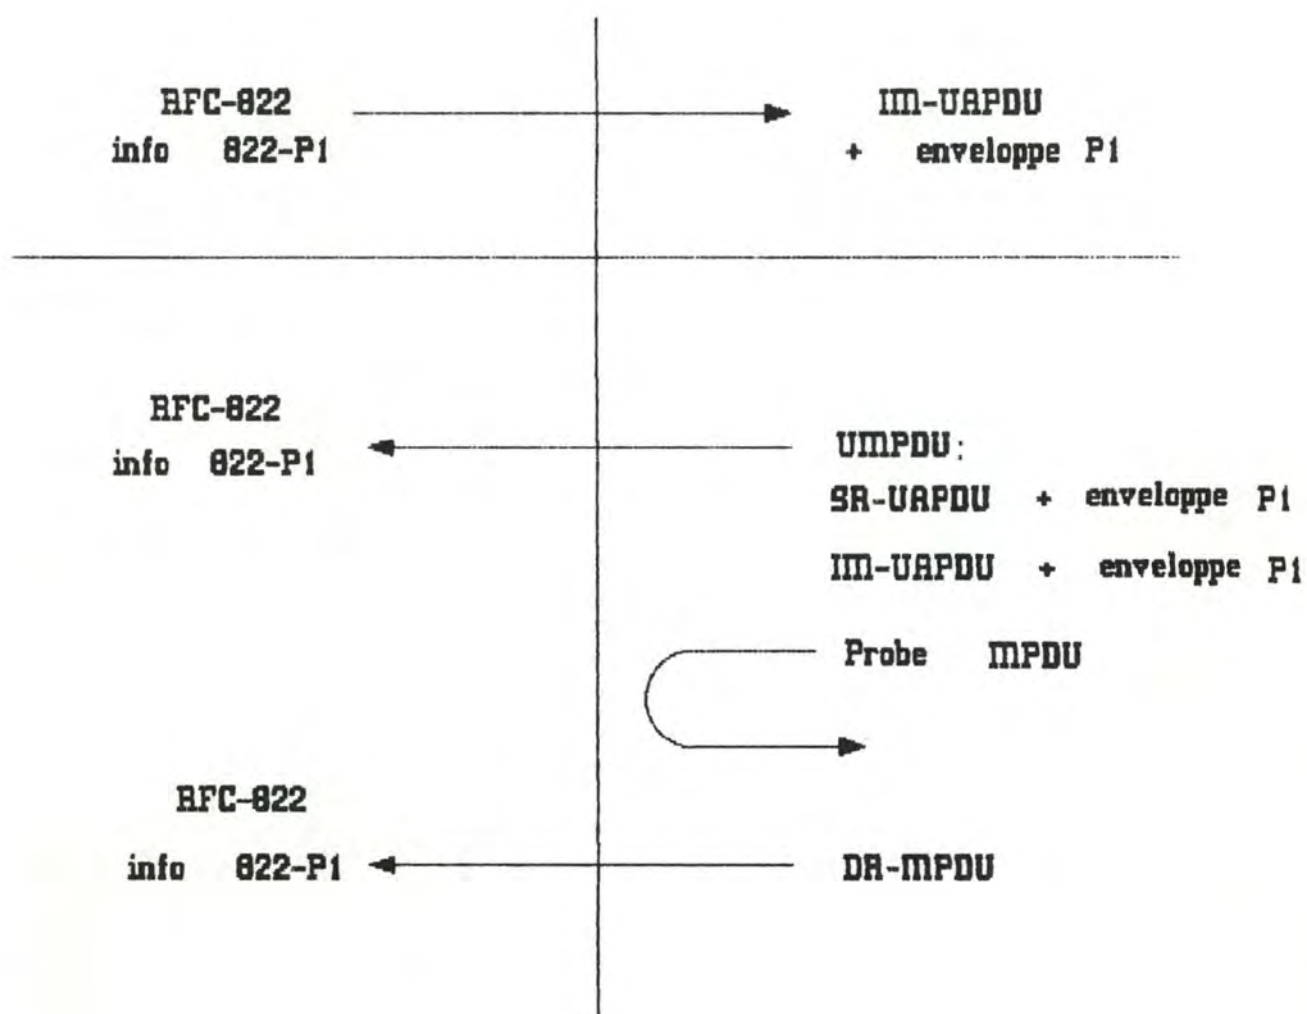 RFC-822
info 822-P1
IM-UAPDU
+ enveloppe P1
RFC-822
info 822-P1
UMPDU:
SR-UAPDU + enveloppe P1
IM-UAPDU + enveloppe P1
Probe MPDU
RFC-822
info 822-P1
DR-MPDU